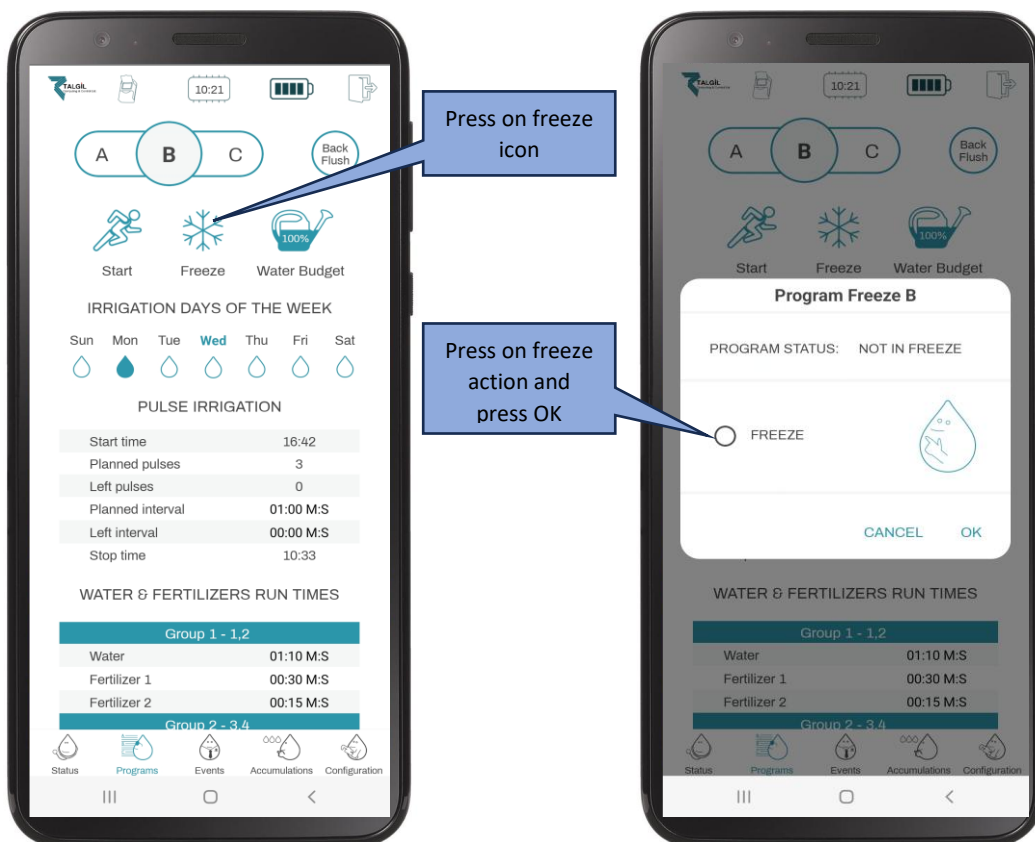 TALGIL
10:21
A B C
Back
Flush
100%
Start Freeze Water Budget
IRRIGATION DAYS OF THE WEEK
Sun Mon Tue Wed Thu Fri Sat
PULSE IRRIGATION
Start time 16:42
Planned pulses 3
Left pulses 0
Planned interval 01:00 M:S
Left interval 00:00 M:S
Stop time 10:33
WATER & FERTILIZERS RUN TIMES
Group 1 - 1,2
Water 01:10 M:S
Fertilizer 1 00:30 M:S
Fertilizer 2 00:15 M:S
Group 2 - 3,4
Status Programs Events Accumulations Configuration
Press on freeze
icon
Press on freeze
action and
press OK
TALGIL
10:21
A B C
Back
Flush
100%
Start Freeze Water Budget
Program Freeze B
PROGRAM STATUS: NOT IN FREEZE
FREEZE
CANCEL OK
WATER & FERTILIZERS RUN TIMES
Group 1 - 1,2
Water 01:10 M:S
Fertilizer 1 00:30 M:S
Fertilizer 2 00:15 M:S
Group 2 - 3,4
Status Programs Events Accumulations Configuration